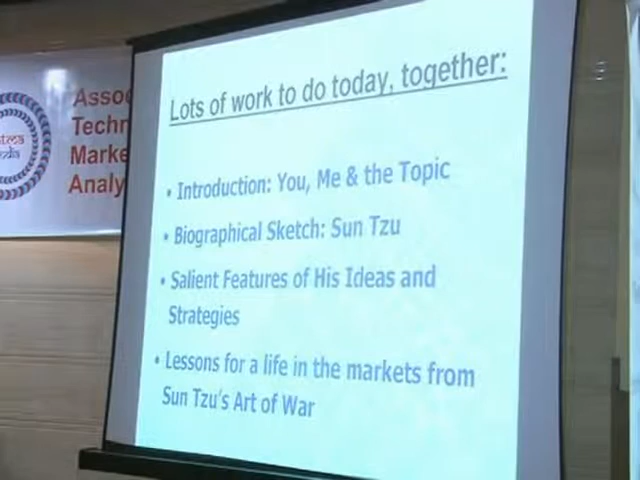 Lots of work to do today, together:
• Introduction: You, Me & the Topic
• Biographical Sketch: Sun Tzu
• Salient Features of His Ideas and
Strategies
• Lessons for a life in the markets from
Sun Tzu's Art of War
Asso
Techn
Marke
Analy